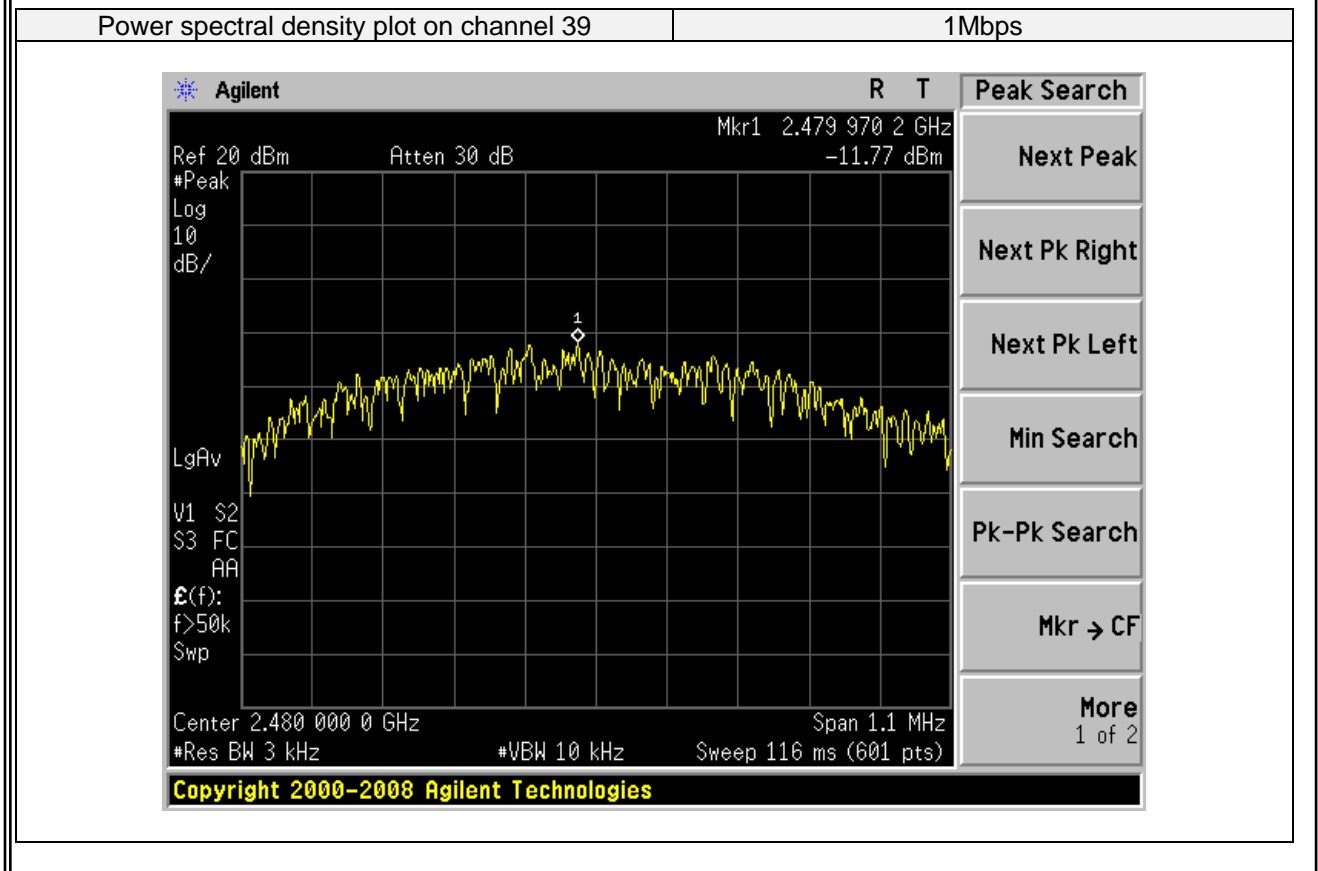 Power spectral density plot on channel 39 1Mbps
Agilent R T Peak Search
Mkr1 2.479 970 2 GHz
Ref 20 dBm Atten 30 dB -11.77 dBm
#Peak
Log
10
dB/
1
LgAv
V1 S2
S3 FC
AA
£(f):
f>50k
Swp
Center 2.480 000 0 GHz Span 1.1 MHz
#Res BW 3 kHz #VBW 10 kHz Sweep 116 ms (601 pts)
Next Peak
Next Pk Right
Next Pk Left
Min Search
Pk-Pk Search
Mkr → CF
More
1 of 2
Copyright 2000-2008 Agilent Technologies